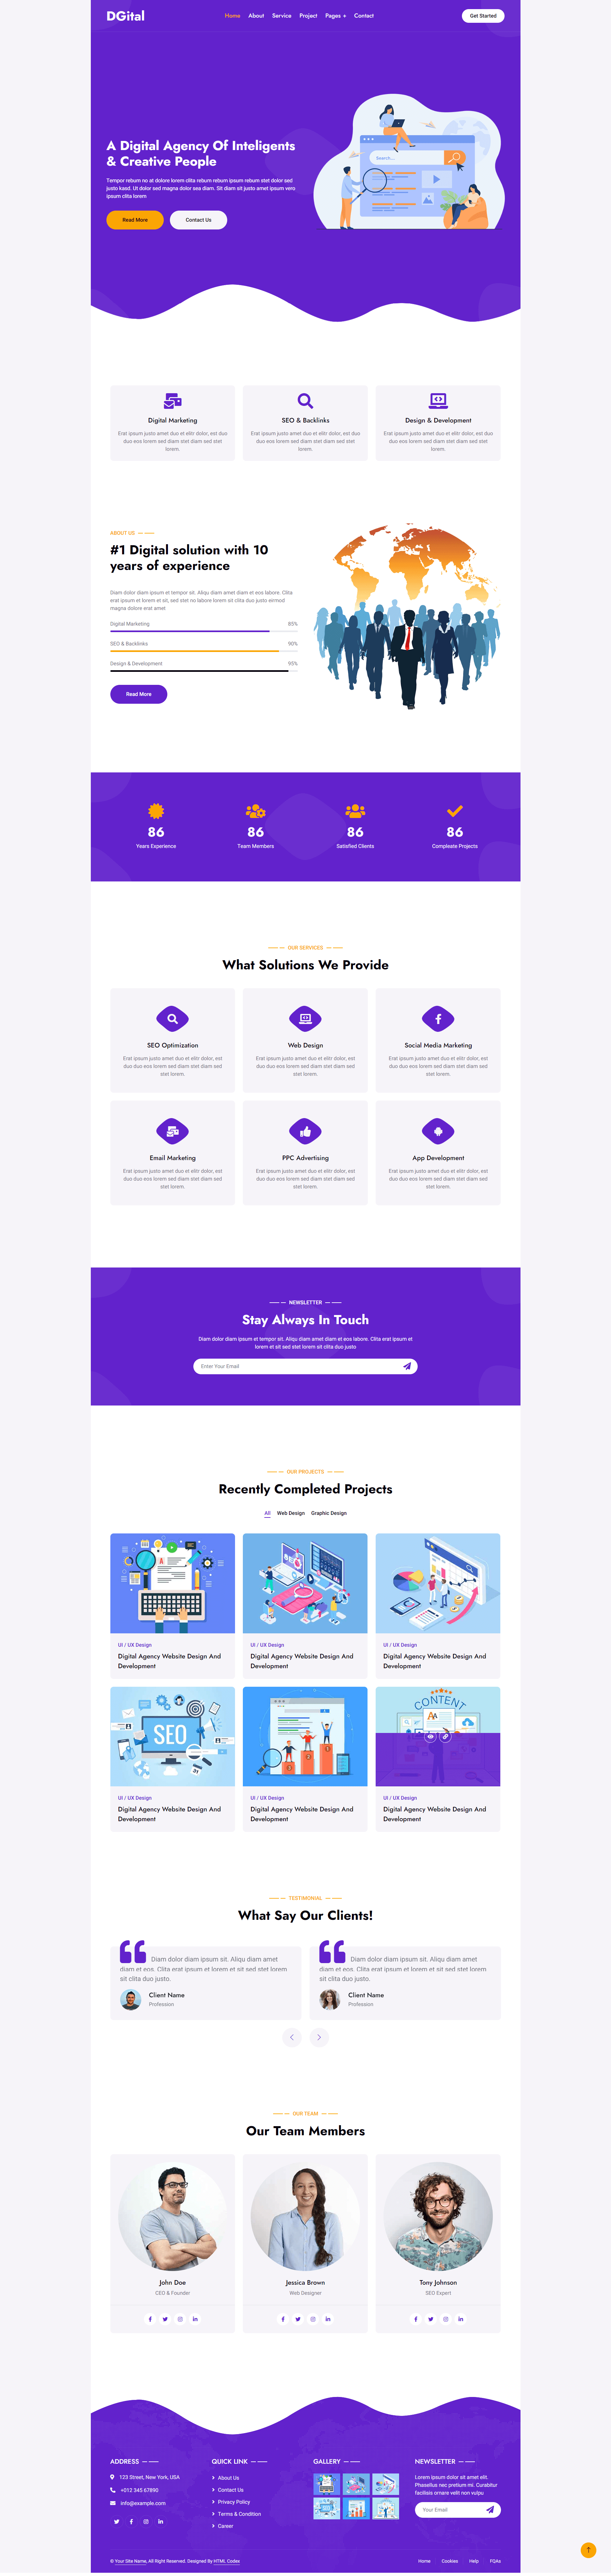 DGital
Home About Service Project Pages + Contact
Get Started
A Digital Agency Of Inteligents
& Creative People
Tempor rebum no at dolore lorem clita rebum rebum ipsum rebum stet dolor sed
justo kasd. Ut dolor sed magna dolor sea diam. Sit diam sit justo amet ipsum vero
ipsum clita lorem
Read More
Contact Us
Search...
Digital Marketing
Erat ipsum justo amet duo et elitr dolor, est duo
duo eos lorem sed diam stet diam sed stet
lorem.
SEO & Backlinks
Erat ipsum justo amet duo et elitr dolor, est duo
duo eos lorem sed diam stet diam sed stet
lorem.
Design & Development
Erat ipsum justo amet duo et elitr dolor, est duo
duo eos lorem sed diam stet diam sed stet
lorem.
ABOUT US
#1 Digital solution with 10
years of experience
Diam dolor diam ipsum et tempor sit. Aliqu diam amet diam et eos labore. Clita
erat ipsum et lorem et sit, sed stet no labore lorem sit clita duo justo eirmod
magna dolore erat amet
Digital Marketing 85%
SEO & Backlinks 90%
Design & Development 95%
Read More
86
Years Experience
86
Team Members
86
Satisfied Clients
86
Compleate Projects
OUR SERVICES
What Solutions We Provide
SEO Optimization
Erat ipsum justo amet duo et elitr dolor, est
duo duo eos lorem sed diam stet diam sed
stet lorem.
Web Design
Erat ipsum justo amet duo et elitr dolor, est
duo duo eos lorem sed diam stet diam sed
stet lorem.
Social Media Marketing
Erat ipsum justo amet duo et elitr dolor, est
duo duo eos lorem sed diam stet diam sed
stet lorem.
Email Marketing
Erat ipsum justo amet duo et elitr dolor, est
duo duo eos lorem sed diam stet diam sed
stet lorem.
PPC Advertising
Erat ipsum justo amet duo et elitr dolor, est
duo duo eos lorem sed diam stet diam sed
stet lorem.
App Development
Erat ipsum justo amet duo et elitr dolor, est
duo duo eos lorem sed diam stet diam sed
stet lorem.
NEWSLETTER
Stay Always In Touch
Diam dolor diam ipsum et tempor sit. Aliqu diam amet diam et eos labore. Clita erat ipsum et
lorem et sit sed stet lorem sit clita duo justo
Enter Your Email
OUR PROJECTS
Recently Completed Projects
All Web Design Graphic Design
UI / UX Design
Digital Agency Website Design And
Development
SEO
UI / UX Design
Digital Agency Website Design And
Development
UI / UX Design
Digital Agency Website Design And
Development
SEO
UI / UX Design
Digital Agency Website Design And
Development
UI / UX Design
Digital Agency Website Design And
Development
CONTENT
UI / UX Design
Digital Agency Website Design And
Development
TESTIMONIAL
What Say Our Clients!
Diam dolor diam ipsum sit. Aliqu diam amet
diam et eos. Clita erat ipsum et lorem et sit sed stet lorem
sit clita duo justo.
Client Name
Profession
Diam dolor diam ipsum sit. Aliqu diam amet
diam et eos. Clita erat ipsum et lorem et sit sed stet lorem
sit clita duo justo.
Client Name
Profession
OUR TEAM
Our Team Members
John Doe
CEO & Founder
Jessica Brown
Web Designer
Tony Johnson
SEO Expert
ADDRESS
123 Street, New York, USA
+012 345 67890
info@example.com
QUICK LINK
About Us
Contact Us
Privacy Policy
Terms & Condition
Career
GALLERY
NEWSLETTER
Lorem ipsum dolor sit amet elit.
Phasellus nec pretium mi. Curabitur
facilisis ornare velit non vulpu
Your Email
© Your Site Name, All Right Reserved. Designed By HTML Codex
Home Cookies Help FQAs